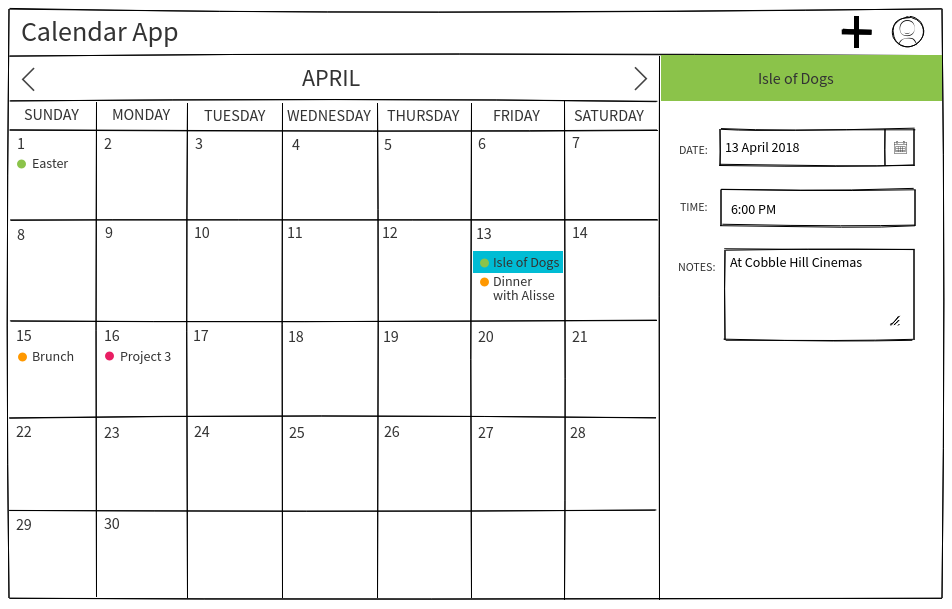 Calendar App
APRIL
Isle of Dogs
SUNDAY MONDAY TUESDAY WEDNESDAY THURSDAY FRIDAY SATURDAY
1 2 3 4 5 6 7
Easter
8 9 10 11 12 13 14
Isle of Dogs
Dinner
with Alisse
15 16 17 18 19 20 21
Brunch Project 3
22 23 24 25 26 27 28
29 30
DATE: 13 April 2018
TIME: 6:00 PM
NOTES: At Cobble Hill Cinemas